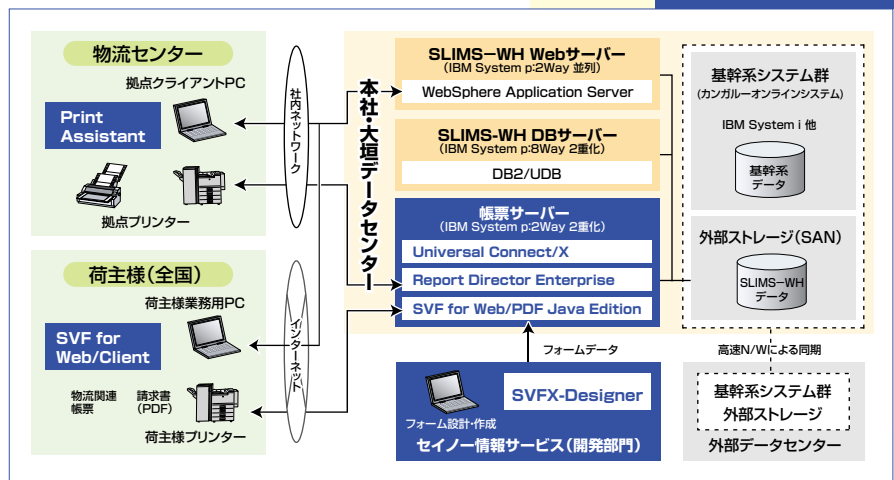 物流センター
拠点クライアントPC
Print
Assistant
拠点プリンター
社内ネットワーク
荷主様(全国)
荷主様業務用PC
SVF for
Web/Client
物流関連
帳票
請求書
(PDF)
荷主様プリンター
インターネット
本社・大垣データセンター
SLIMS−WH Webサーバー
(IBM System p:2Way 並列)
WebSphere Application Server
SLIMS-WH DBサーバー
(IBM System p:8Way 2重化)
DB2/UDB
帳票サーバー
(IBM System p:2Way 2重化)
Universal Connect/X
Report Director Enterprise
SVF for Web/PDF Java Edition
フォームデータ
SVFX-Designer
フォーム設計・作成
セイノー情報サービス(開発部門)
基幹系システム群
(カンガルーオンラインシステム)
IBM System i 他
基幹系
データ
外部ストレージ(SAN)
SLIMS−WH
データ
高速N/Wによる同期
基幹系システム群
外部ストレージ
外部データセンター